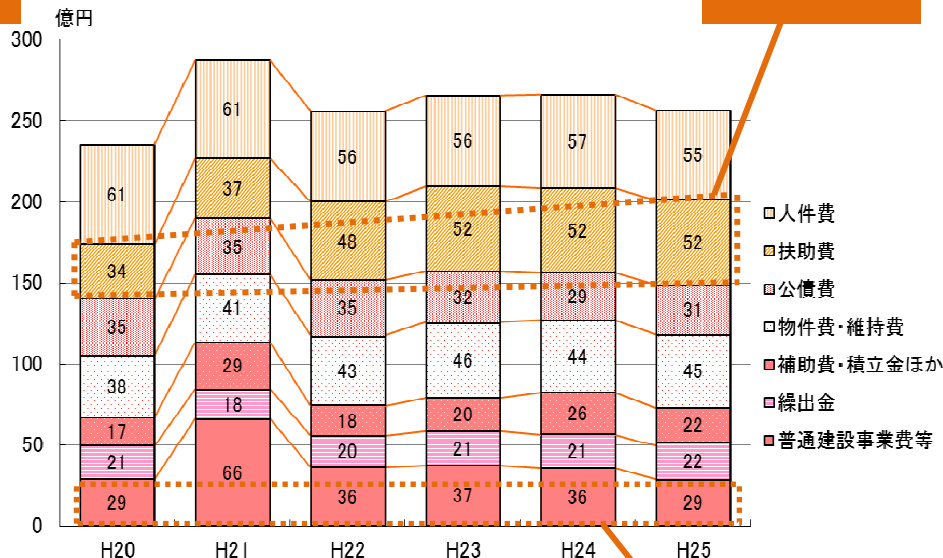 億円
300
250
200
150
100
50
0
61 61 56 56 57 55
34 37 48 52 52 52
35 35 35 32 29 31
38 41 43 46 44 45
17 29 18 20 26 22
21 18 20 21 21 22
29 66 36 37 36 29
H20 H21 H22 H23 H24 H25
人件費
扶助費
公債費
物件費・維持費
補助費・積立金ほか
繰出金
普通建設事業費等